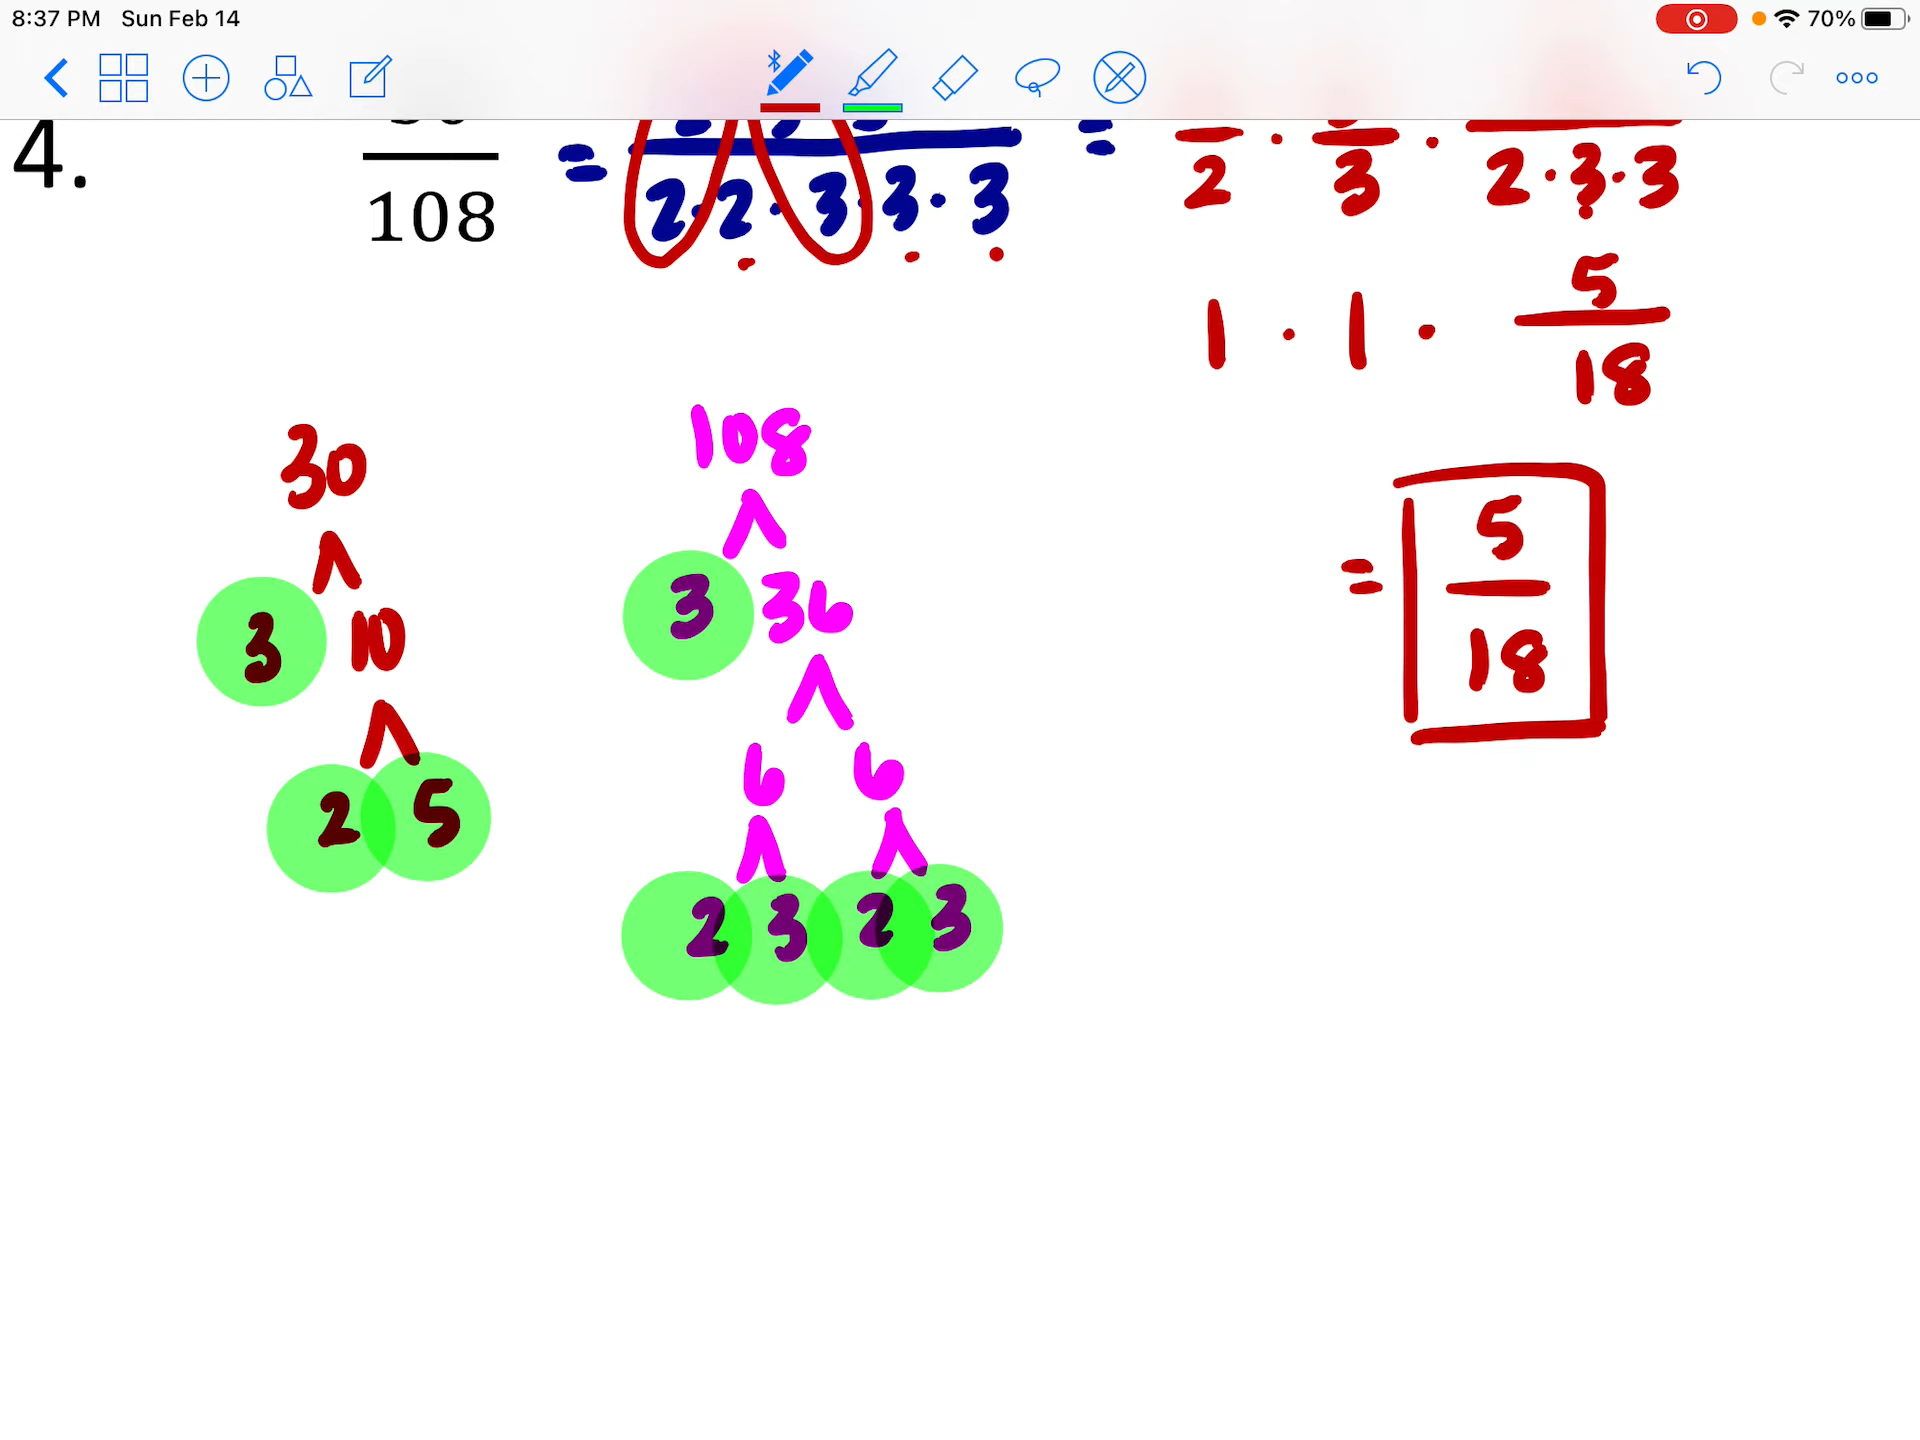 8:37 PM Sun Feb 14
70%
4.
108
=
2 · 2 · 3 · 3 · 3
=
2 · 3 · 2 · 3 · 3
1 · 1 · 5
18
30
108
3 10
3 36
= 5
18
2 5
6 6
2 3 2 3